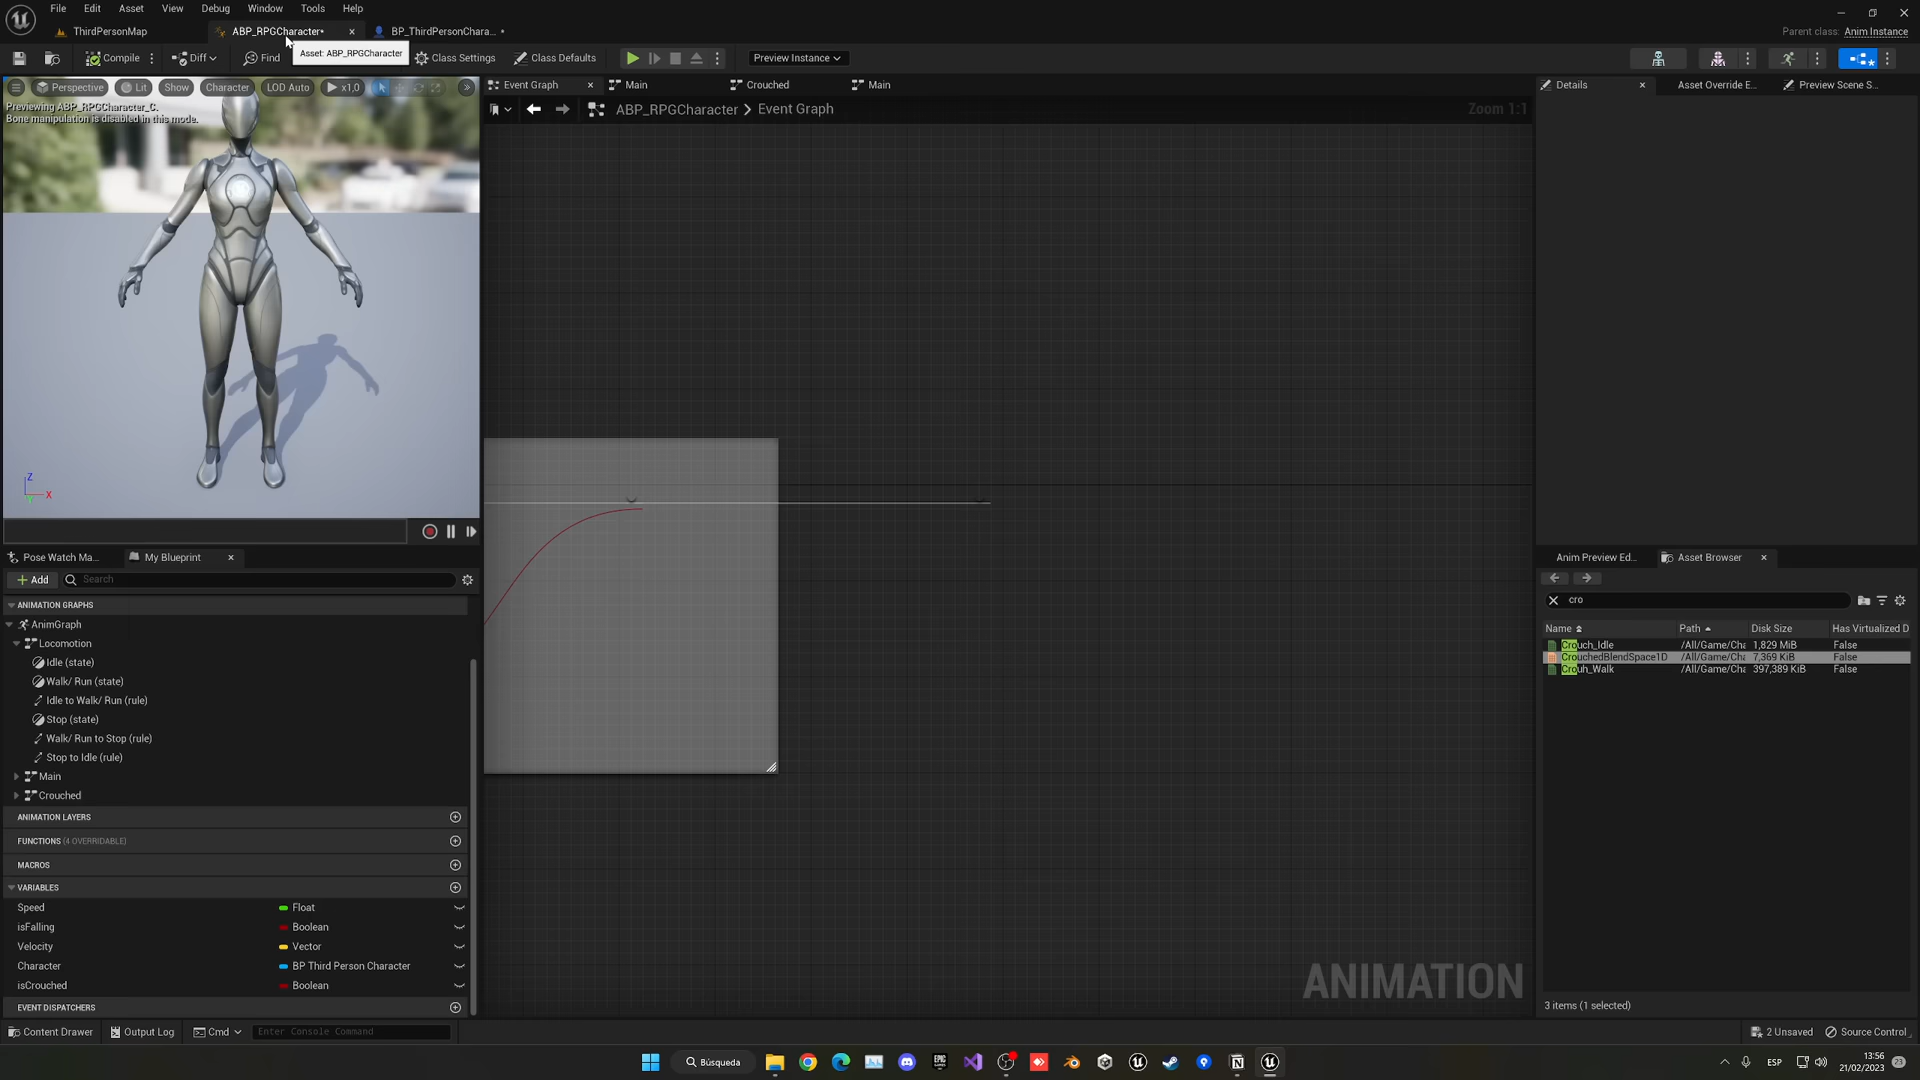 File Edit Asset View Debug Window Tools Help
ThirdPersonMap ABP_RPGCharacter* BP_ThirdPersonChara... *
Parent class: Anim Instance
Asset: ABP_RPGCharacter
Compile Diff Find Class Settings Class Defaults Preview Instance
Perspective Lit Show Character LOD Auto x1,0
Previewing ABP_RPGCharacter_C.
Bone manipulation is disabled in this mode.
Event Graph Main Crouched Main
ABP_RPGCharacter > Event Graph
Zoom 1:1
Details Asset Override E... Preview Scene S...
Z
X
Pose Watch Ma... My Blueprint
Add Search
ANIMATION GRAPHS
AnimGraph
Locomotion
Idle (state)
Walk/ Run (state)
Idle to Walk/ Run (rule)
Stop (state)
Walk/ Run to Stop (rule)
Stop to Idle (rule)
Main
Crouched
ANIMATION LAYERS
FUNCTIONS (4 OVERRIDABLE)
MACROS
VARIABLES
Speed Float
isFalling Boolean
Velocity Vector
Character BP Third Person Character
isCrouched Boolean
EVENT DISPATCHERS
ANIMATION
Anim Preview Ed... Asset Browser
cro
Name Path Disk Size Has Virtualized D
Crouch_Idle /All/Game/Cha 1,829 MiB False
CrouchedBlendSpace1D /All/Game/Cha 7,369 KiB False
Crouh_Walk /All/Game/Cha 397,389 KiB False
3 items (1 selected)
Content Drawer Output Log Cmd Enter Console Command
2 Unsaved Source Control
Búsqueda
ESP
13:56
21/02/2023
23